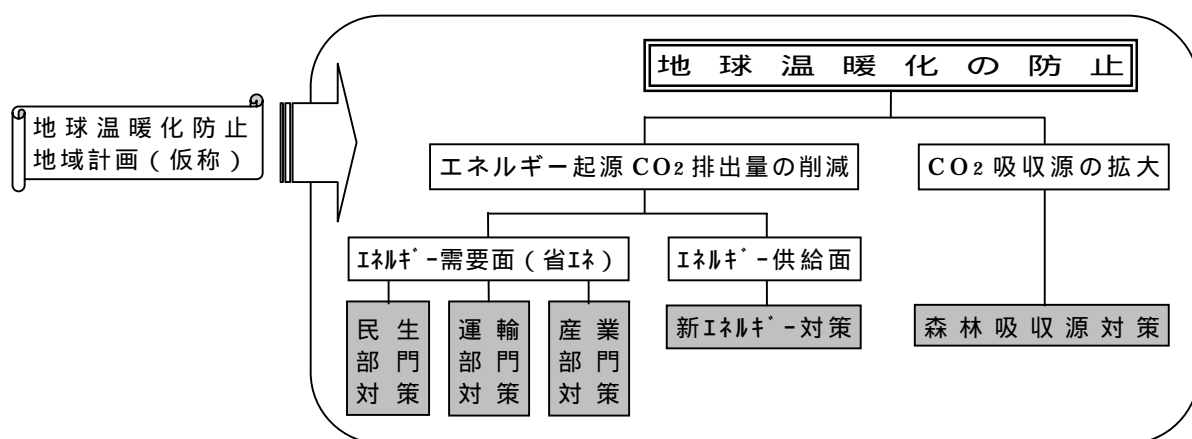 地球温暖化の防止
地球温暖化防止
地域計画（仮称）
エネルギー起源CO2排出量の削減
CO2吸収源の拡大
ｴﾈﾙｷﾞｰ需要面（省ｴﾈ）
ｴﾈﾙｷﾞｰ供給面
民生
部門
対策
運輸
部門
対策
産業
部門
対策
新ｴﾈﾙｷﾞｰ対策
森林吸収源対策